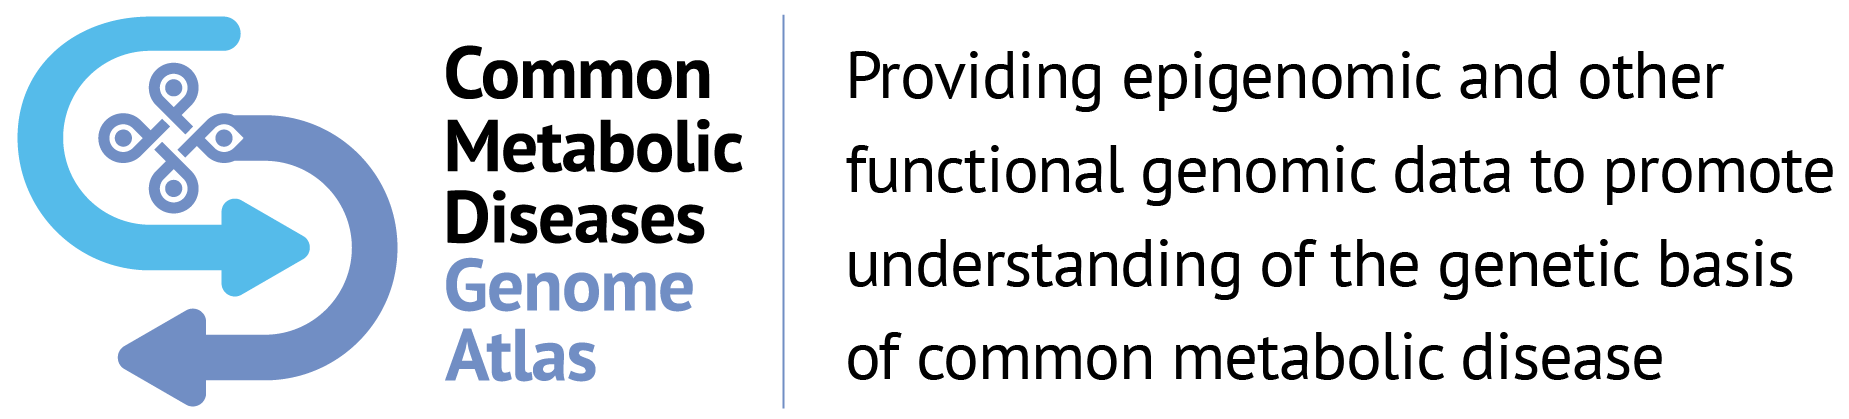 Common
Metabolic
Diseases
Genome
Atlas
Providing epigenomic and other
functional genomic data to promote
understanding of the genetic basis
of common metabolic disease